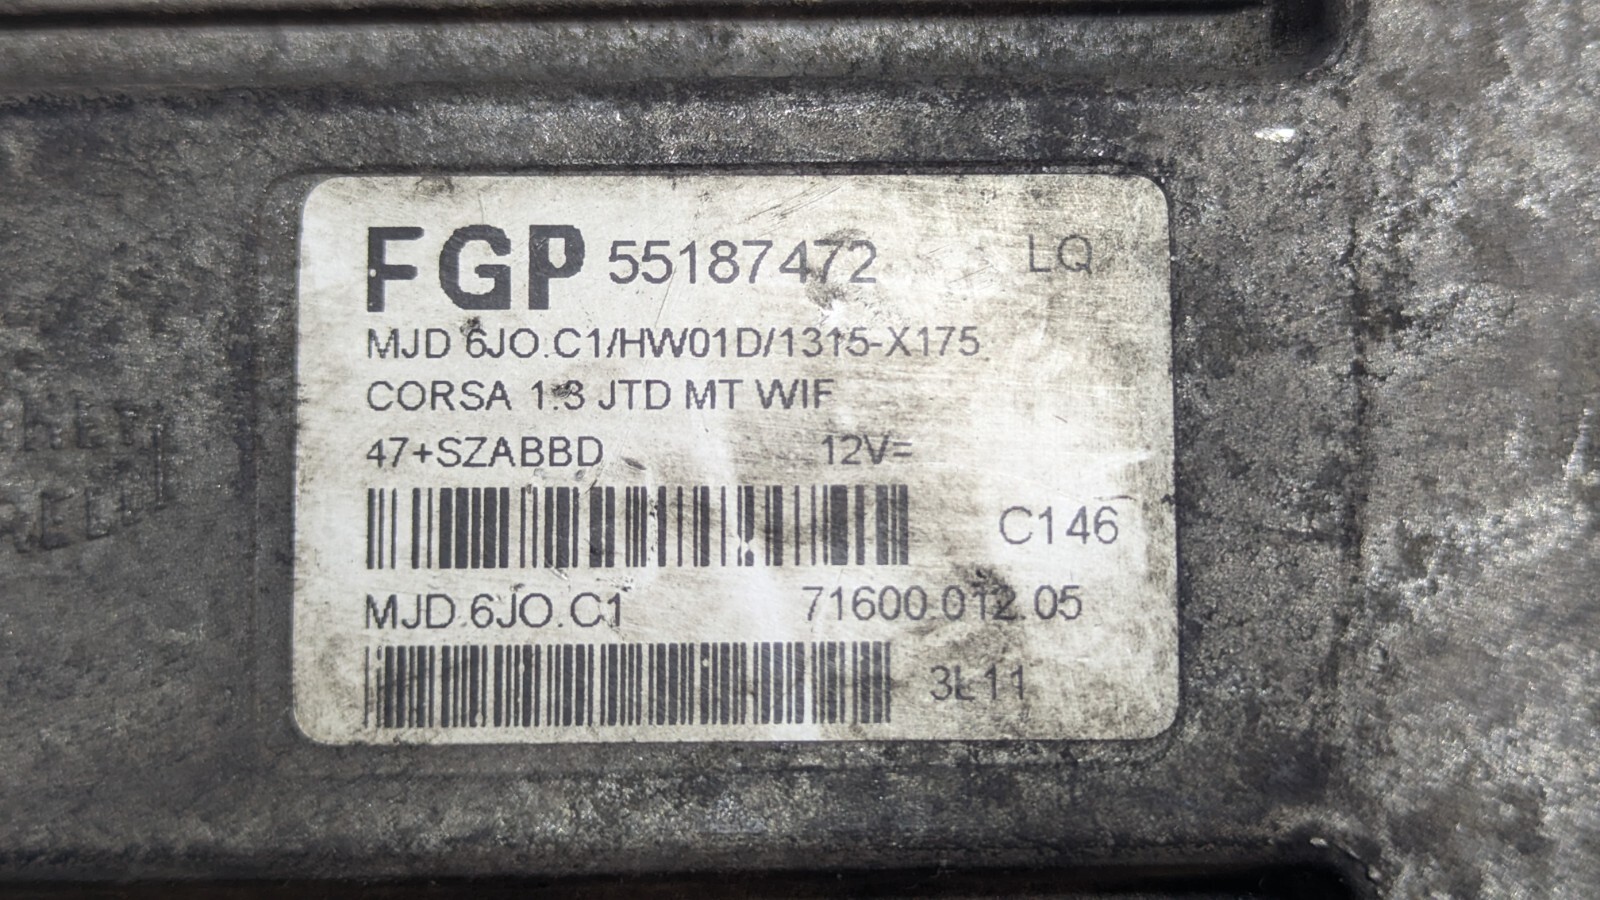 FGP 55187472 LQ
MJD 6JO.C1/HW01D/1315-X175
CORSA 1.3 JTD MT WIF
47+SZABBD 12V=
C146
MJD 6JO.C1 71600.012.05
3L11